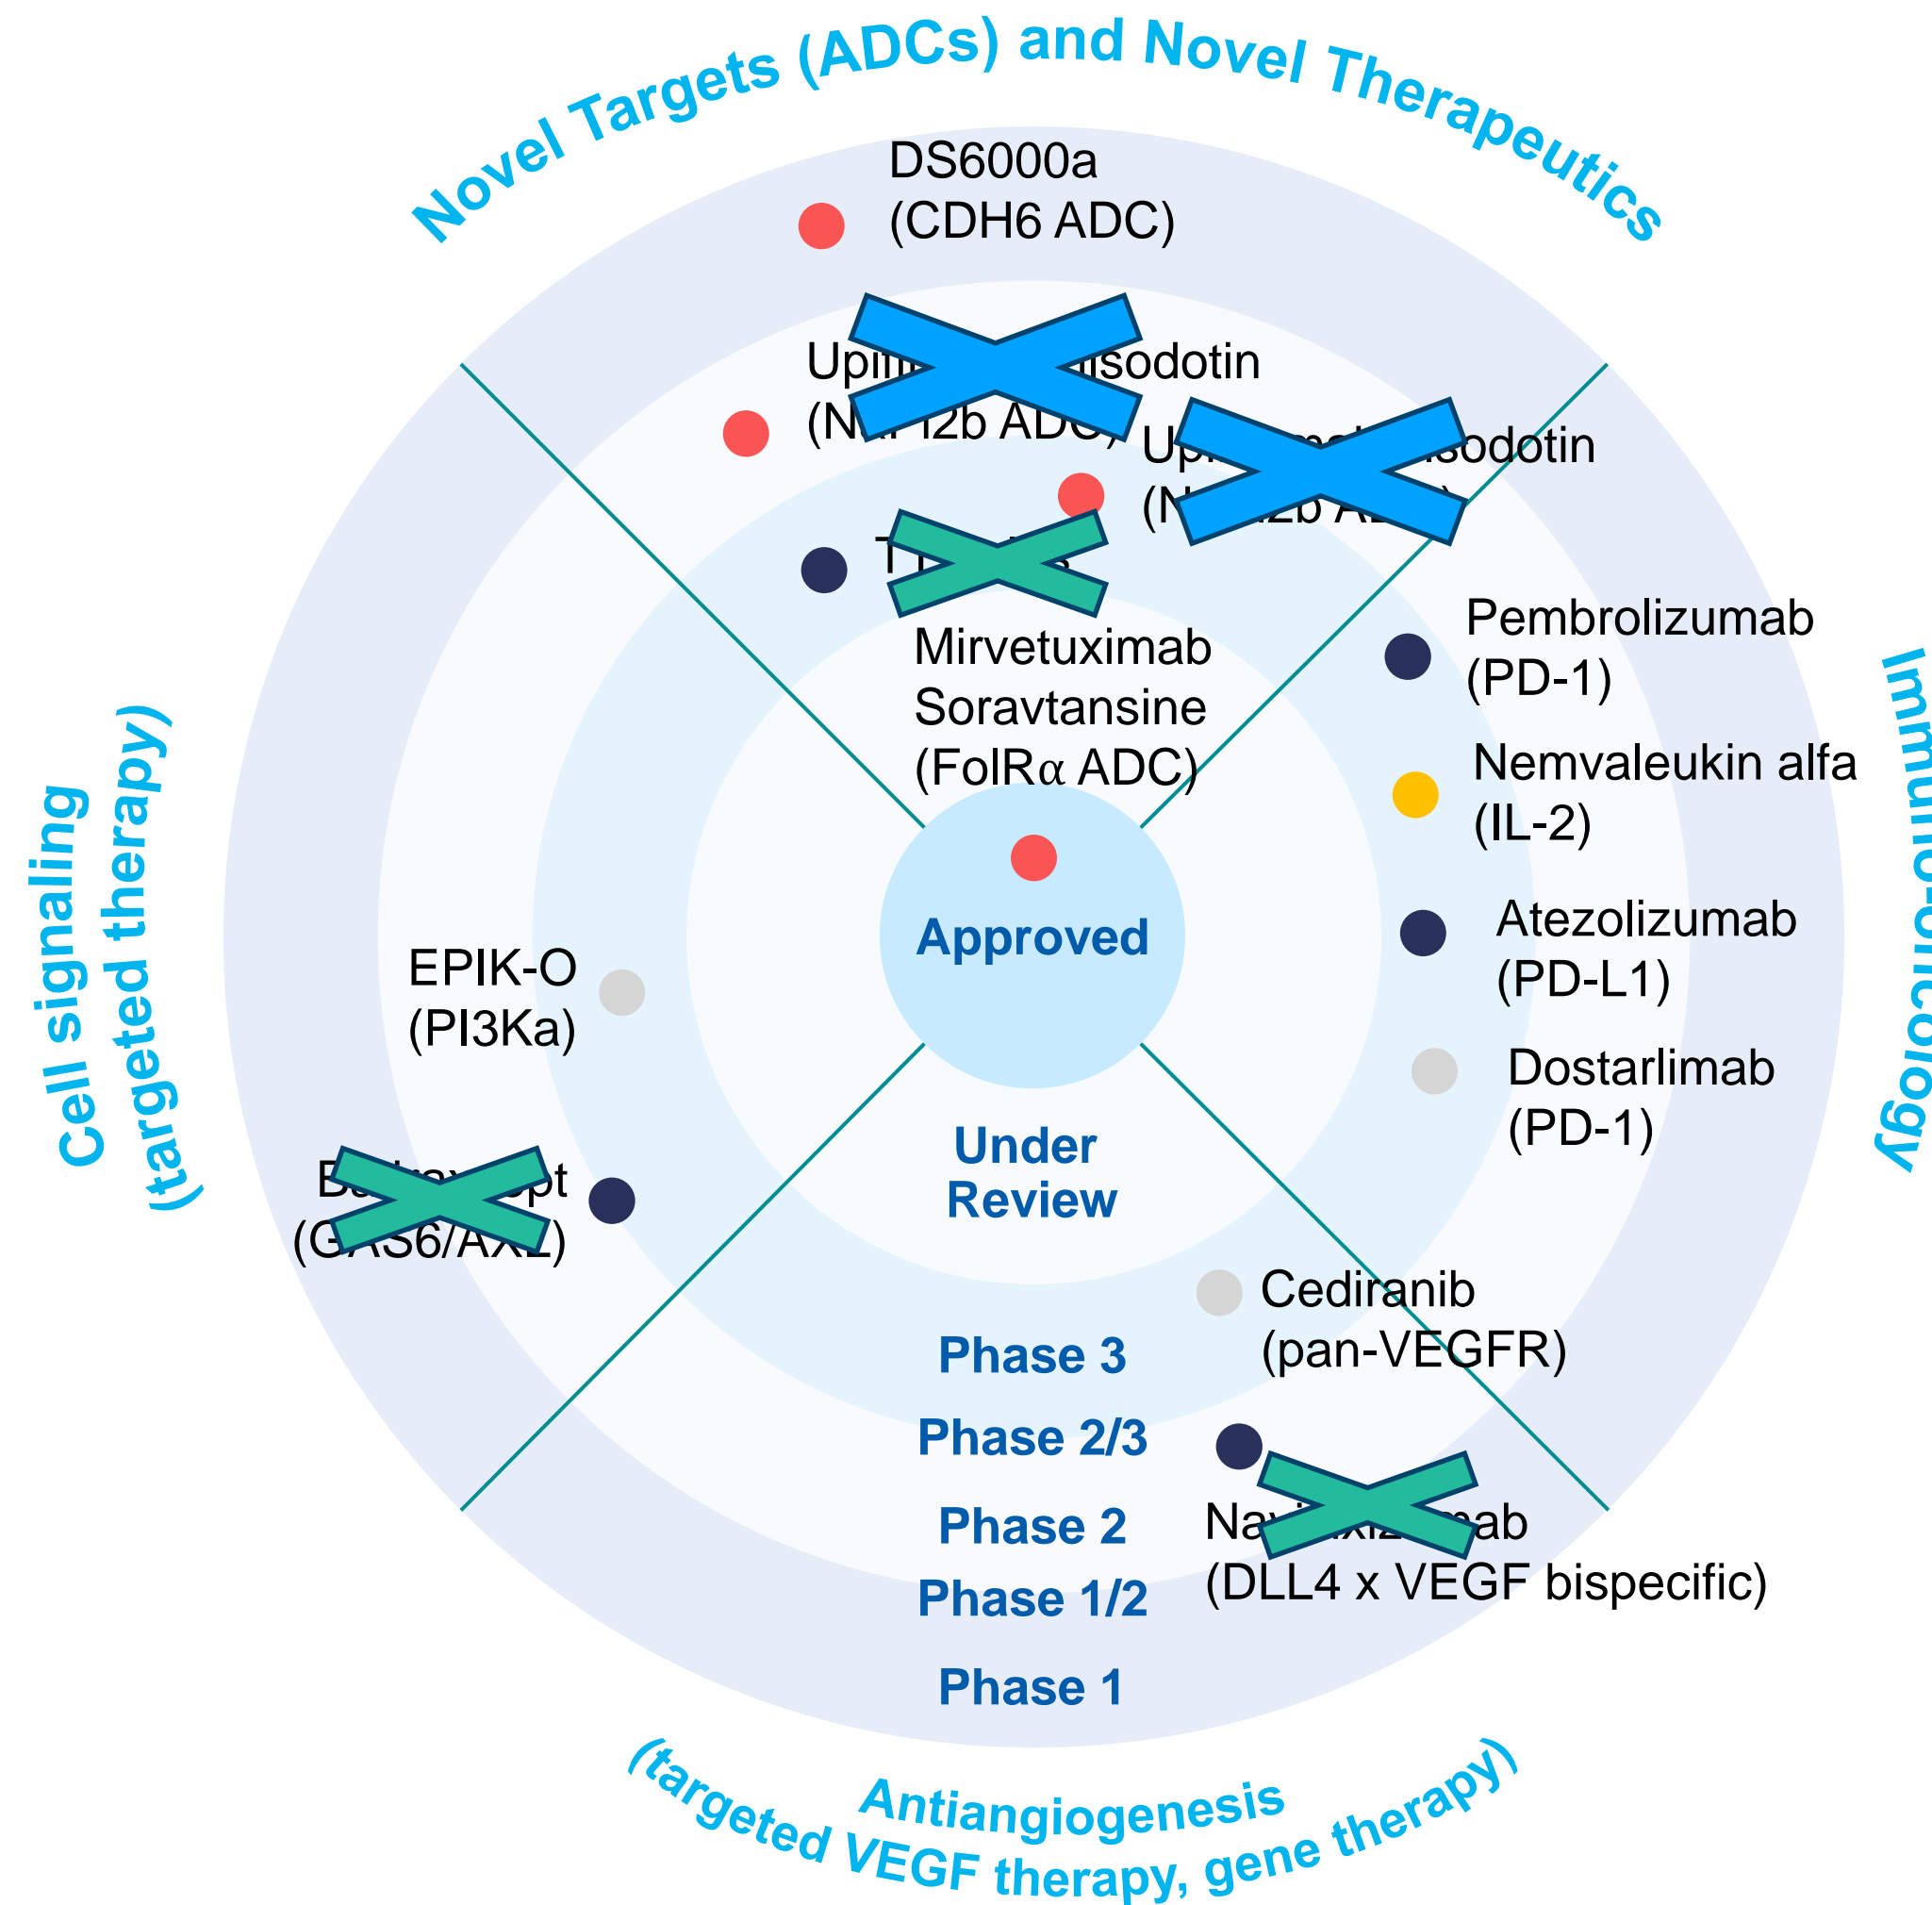 Novel Targets (ADCs) and Novel Therapeutics
DS6000a
(CDH6 ADC)
Mirvetuximab
Soravtansine
(FolRα ADC)
Approved
Pembrolizumab
(PD-1)
Nemvaleukin alfa
(IL-2)
Atezolizumab
(PD-L1)
Dostarlimab
(PD-1)
Immuno-oncology
Cell signaling
(targeted therapy)
EPIK-O
(PI3Ka)
(GAS6/AXL)
Under
Review
Cediranib
(pan-VEGFR)
Phase 3
Phase 2/3
Phase 2
(DLL4 x VEGF bispecific)
Phase 1/2
Phase 1
Antiangiogenesis
(targeted VEGF therapy, gene therapy)